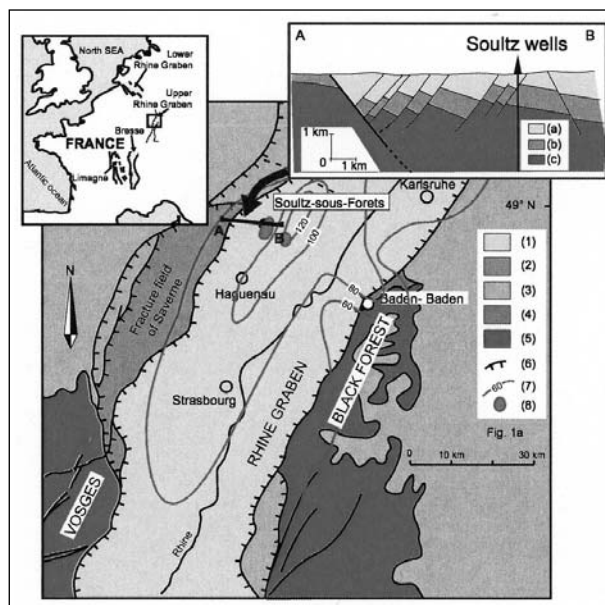 North SEA
Lower
Rhine Graben
Upper
Rhine Graben
FRANCE
Bresse
Limagne
Atlantic ocean
A
B
Soultz wells
1 km
0
1 km
(a)
(b)
(c)
Karlsruhe
49° N
Soultz-sous-Forets
A
B
120
100
N
Fracture field
of Saverne
Haguenau
80
60
Baden- Baden
Strasbourg
RHINE GRABEN
BLACK FOREST
VOSGES
Rhine
(1)
(2)
(3)
(4)
(5)
(6)
60
(7)
(8)
Fig. 1a
0
10 km
30 km